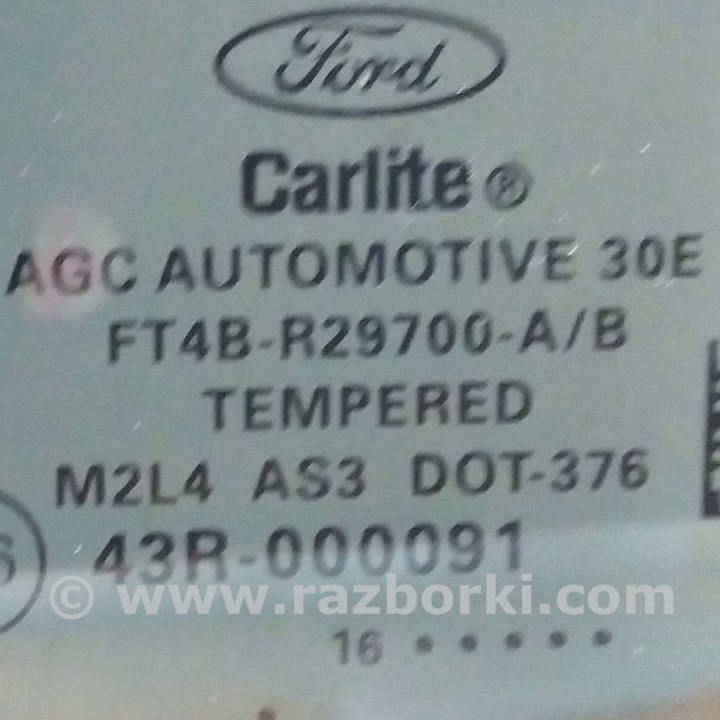 Ford
Carlite®
AGC AUTOMOTIVE 30E
FT4B-R29700-A/B
TEMPERED
M2L4 AS3 DOT-376
43R-000091
© www.razborki.com
16 • • • • •